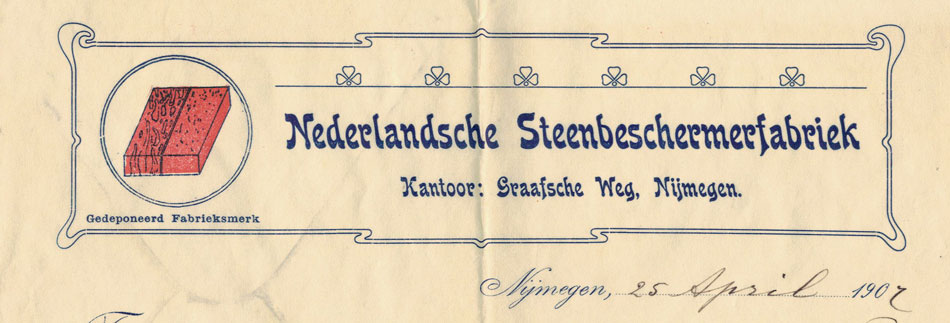 Nederlandsche Steenbeschermerfabriek
Kantoor: Graafsche Weg, Nijmegen.
Gedeponeerd Fabrieksmerk
Nijmegen, 25 April 1907